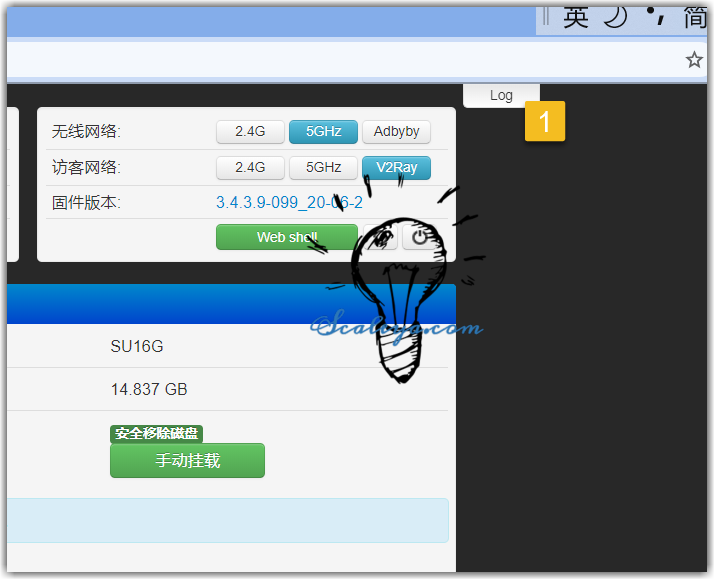 英 简
Log
1
无线网络: 2.4G 5GHz Adbyby
访客网络: 2.4G 5GHz V2Ray
固件版本: 3.4.3.9-099_20-06-2
Web shell
Scaleya.com
SU16G
14.837 GB
安全移除磁盘
手动挂载